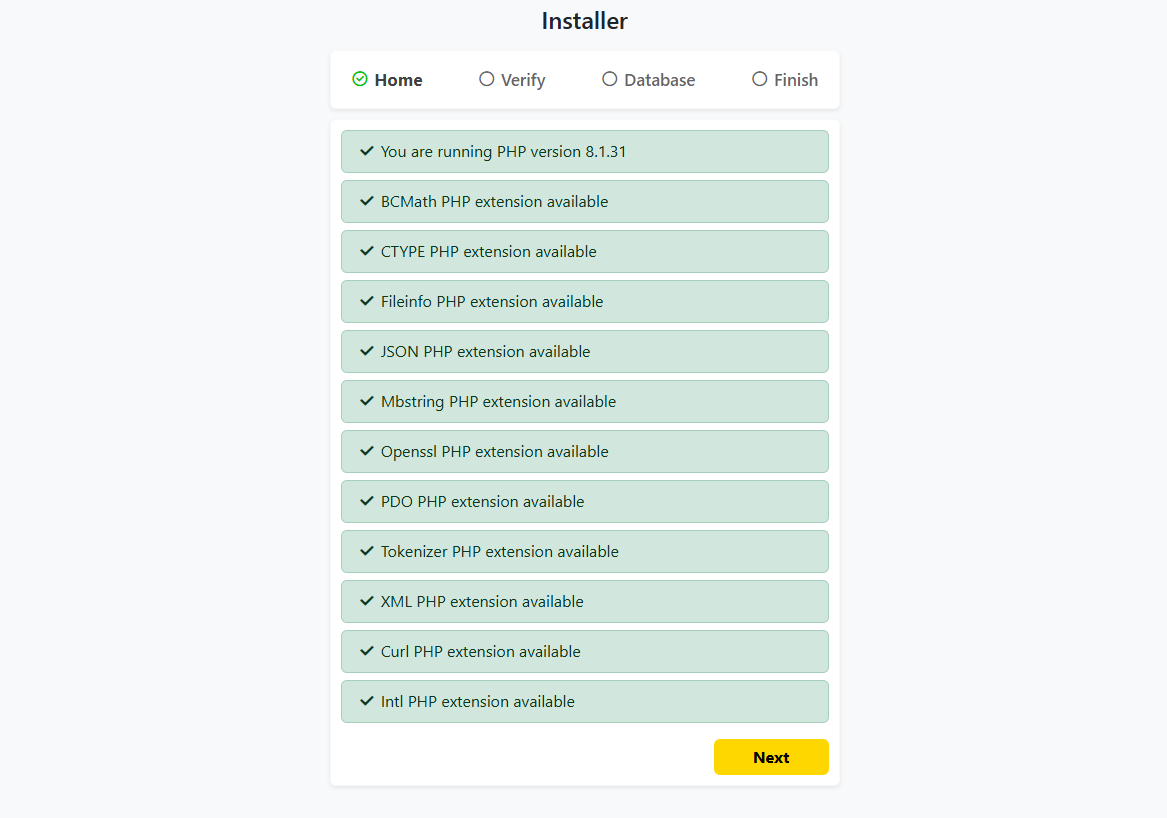 Installer
Home Verify Database Finish
You are running PHP version 8.1.31
BCMath PHP extension available
CTYPE PHP extension available
Fileinfo PHP extension available
JSON PHP extension available
Mbstring PHP extension available
Openssl PHP extension available
PDO PHP extension available
Tokenizer PHP extension available
XML PHP extension available
Curl PHP extension available
Intl PHP extension available
Next